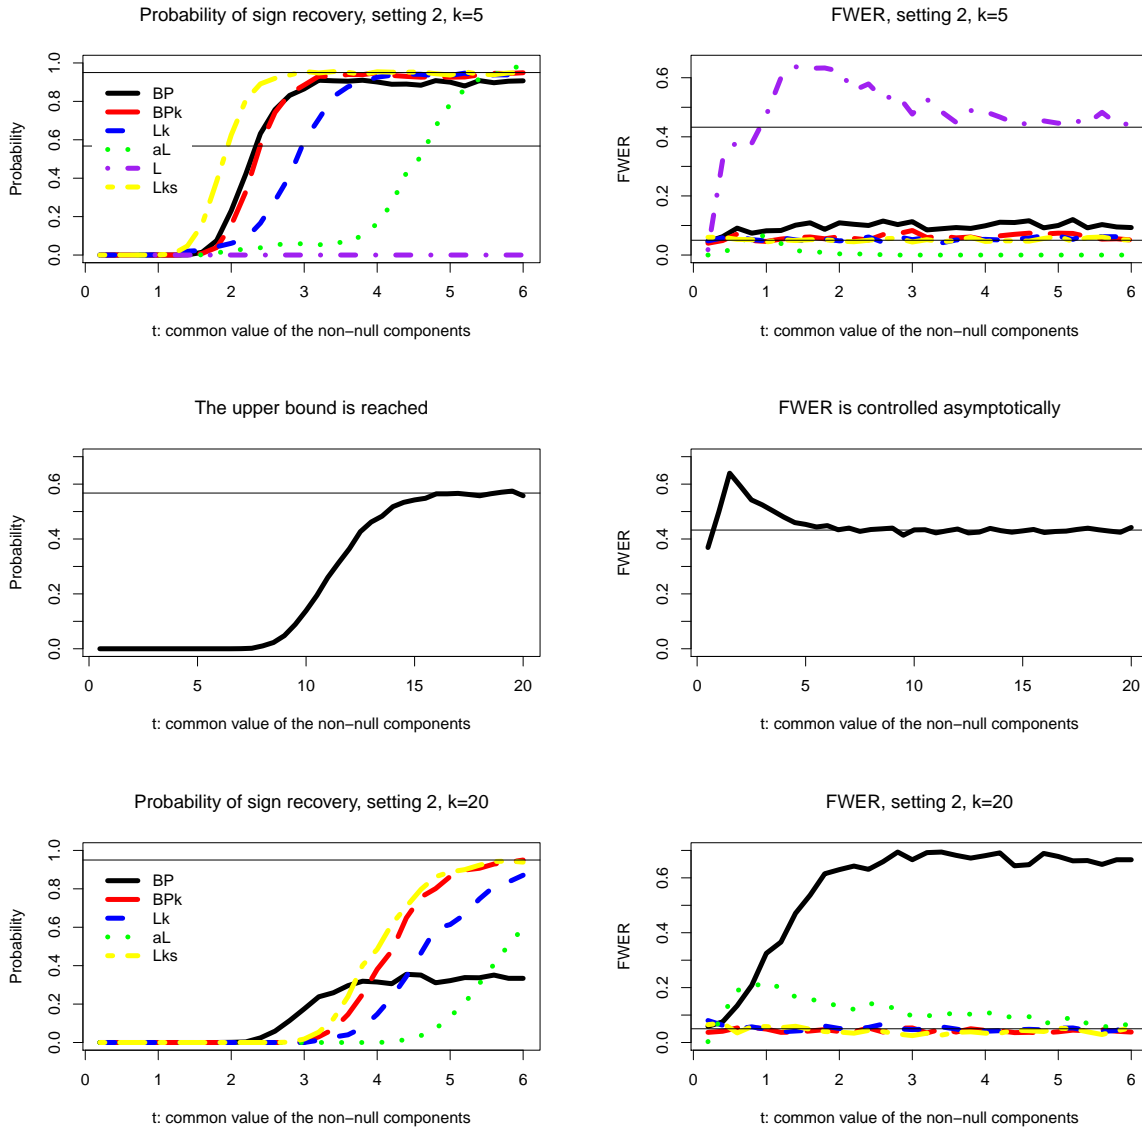 Probability of sign recovery, setting 2, k=5
Probability
0.0 0.2 0.4 0.6 0.8 1.0
BP
BPk
Lk
aL
L
Lks
0 1 2 3 4 5 6
t: common value of the non−null components
FWER, setting 2, k=5
FWER
0.0 0.2 0.4 0.6
0 1 2 3 4 5 6
t: common value of the non−null components
The upper bound is reached
Probability
0.0 0.2 0.4 0.6
0 5 10 15 20
t: common value of the non−null components
FWER is controlled asymptotically
FWER
0.0 0.2 0.4 0.6
0 5 10 15 20
t: common value of the non−null components
Probability of sign recovery, setting 2, k=20
Probability
0.0 0.2 0.4 0.6 0.8 1.0
BP
BPk
Lk
aL
Lks
0 1 2 3 4 5 6
t: common value of the non−null components
FWER, setting 2, k=20
FWER
0.0 0.2 0.4 0.6
0 1 2 3 4 5 6
t: common value of the non−null components